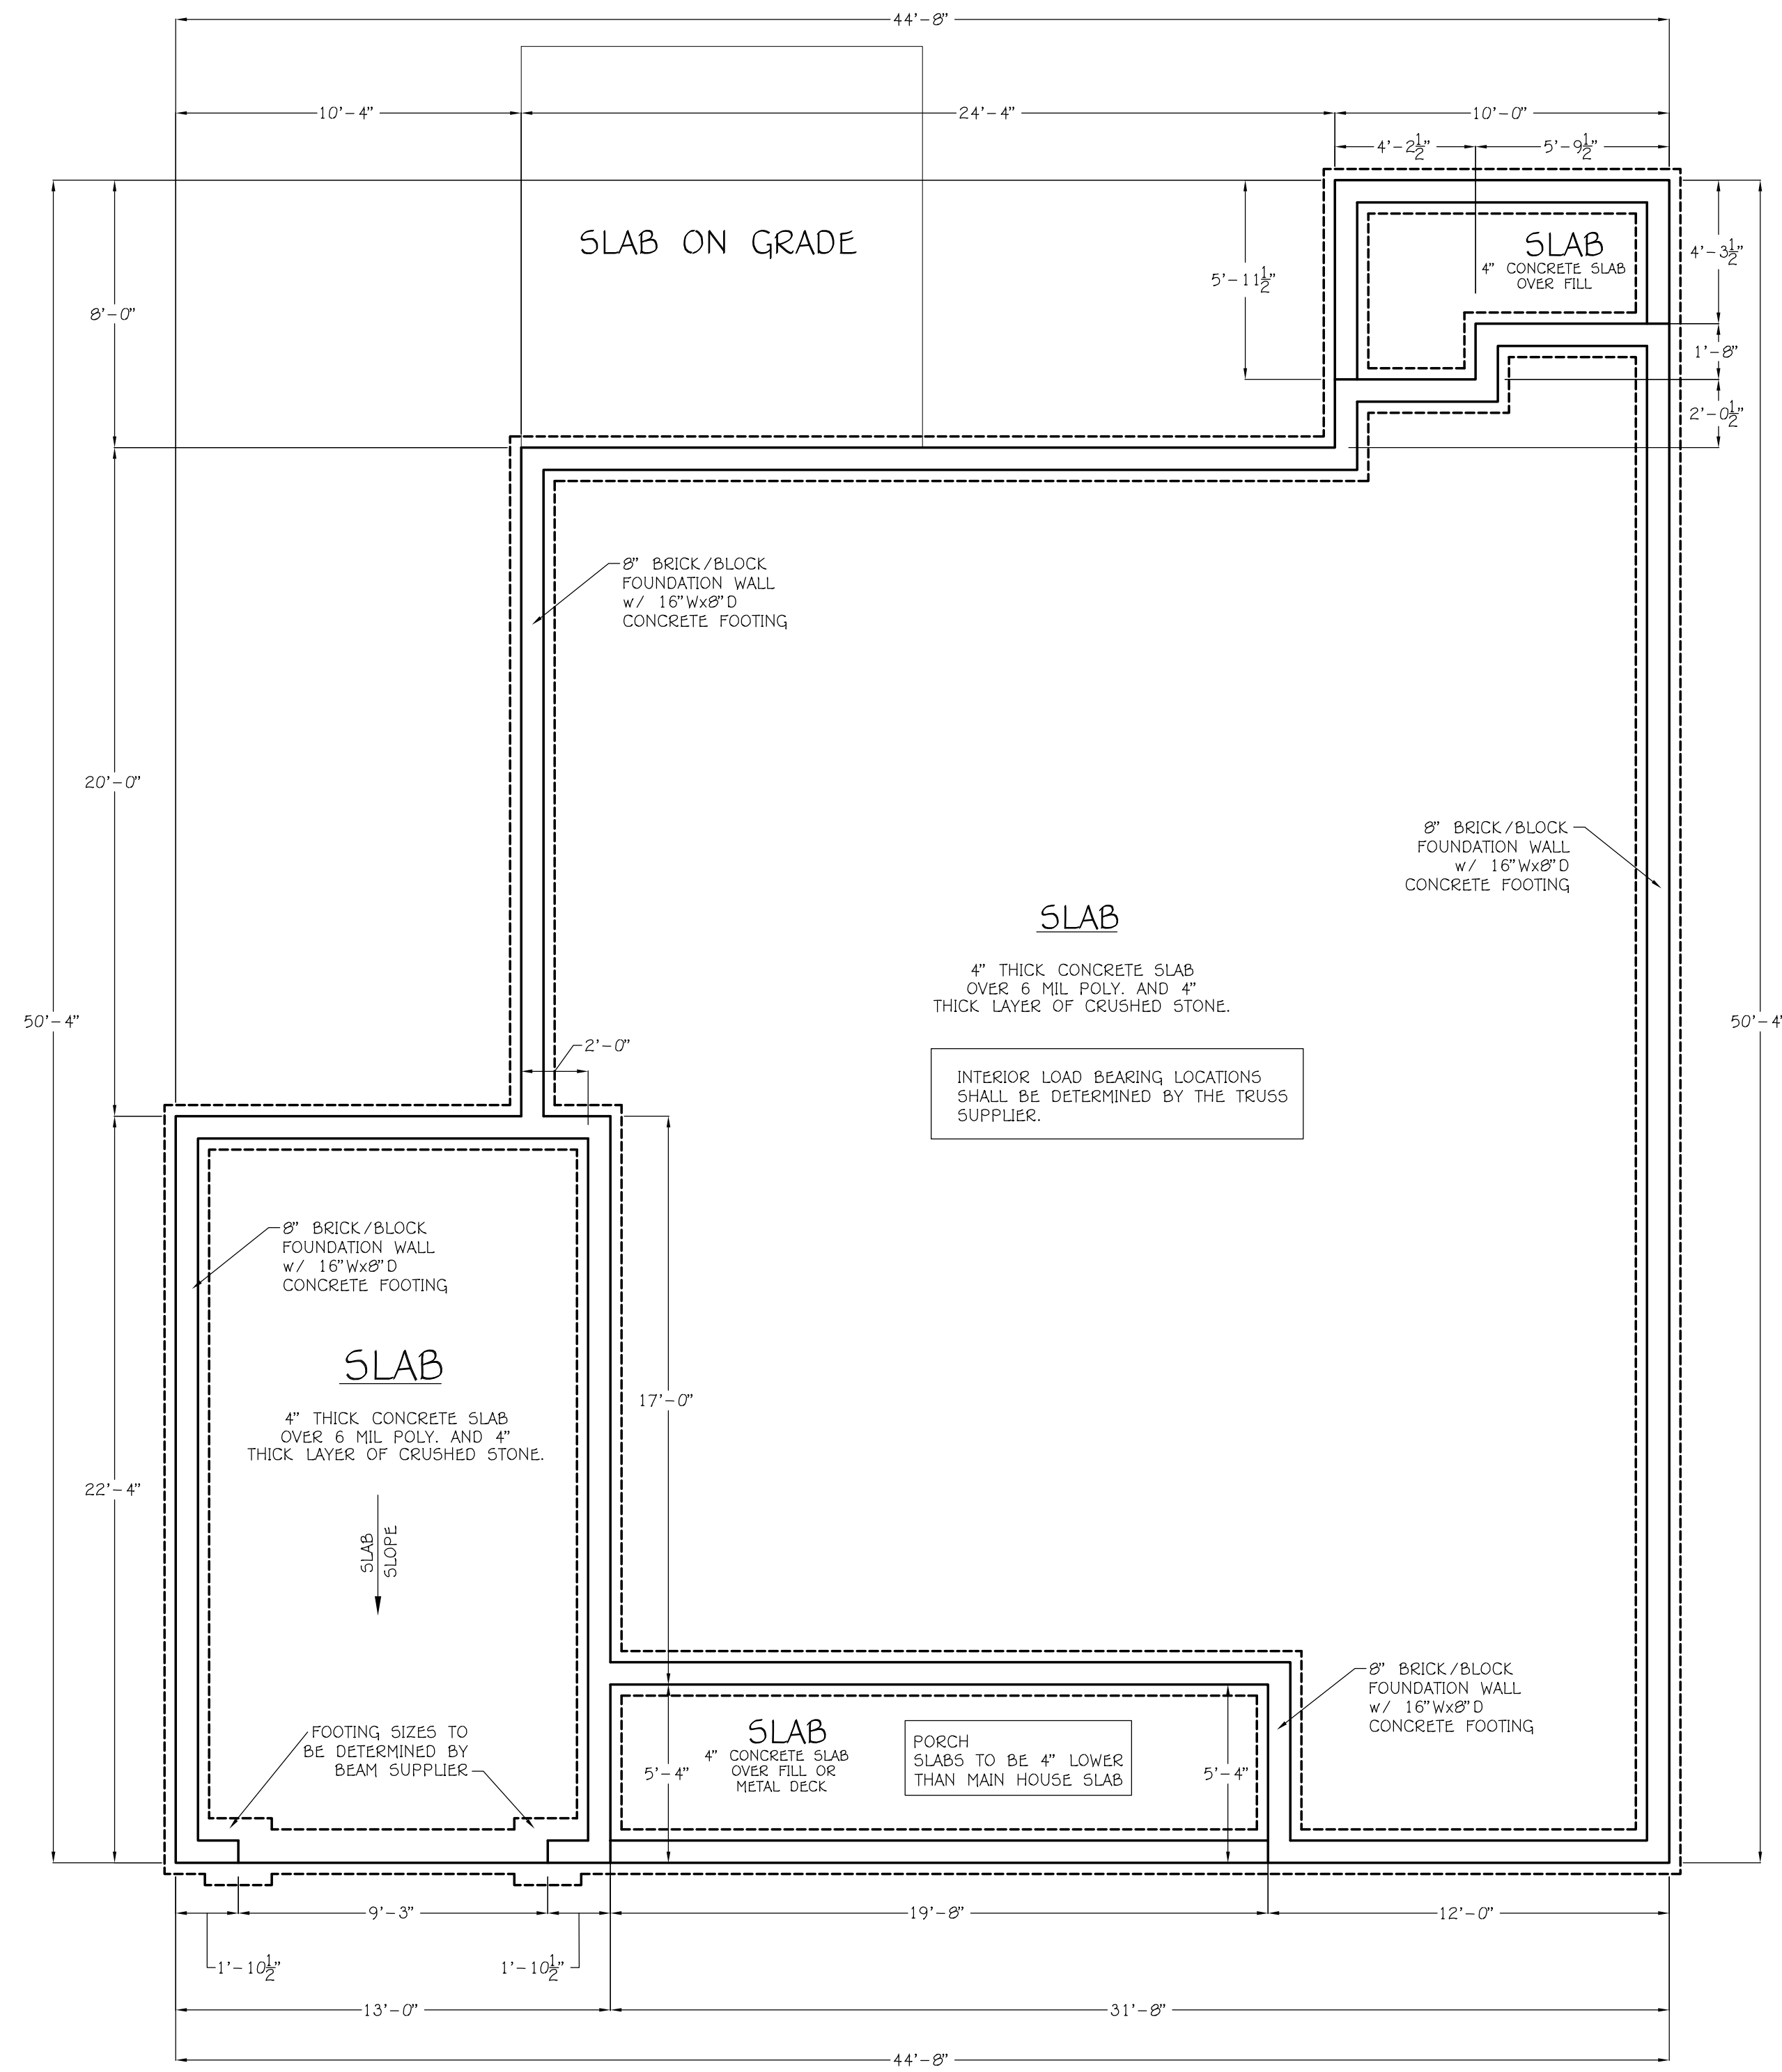 44'-8"
10'-4"
24'-4"
10'-0"
4'-2½"
5'-9½"
SLAB ON GRADE
SLAB
4" CONCRETE SLAB
OVER FILL
4'-3½"
5'-11½"
8'-0"
1'-8"
2'-0½"
8" BRICK/BLOCK
FOUNDATION WALL
w/ 16"Wx8"D
CONCRETE FOOTING
20'-0"
8" BRICK/BLOCK
FOUNDATION WALL
w/ 16"Wx8"D
CONCRETE FOOTING
SLAB
4" THICK CONCRETE SLAB
OVER 6 MIL POLY. AND 4"
THICK LAYER OF CRUSHED STONE.
50'-4"
50'-4'
2'-0"
INTERIOR LOAD BEARING LOCATIONS
SHALL BE DETERMINED BY THE TRUSS
SUPPLIER.
8" BRICK/BLOCK
FOUNDATION WALL
w/ 16"Wx8"D
CONCRETE FOOTING
SLAB
17'-0"
4" THICK CONCRETE SLAB
OVER 6 MIL POLY. AND 4"
THICK LAYER OF CRUSHED STONE.
22'-4"
SLAB
SLOPE
8" BRICK/BLOCK
FOUNDATION WALL
w/ 16"Wx8"D
CONCRETE FOOTING
FOOTING SIZES TO
BE DETERMINED BY
BEAM SUPPLIER
SLAB
4" CONCRETE SLAB
OVER FILL OR
METAL DECK
PORCH
SLABS TO BE 4" LOWER
THAN MAIN HOUSE SLAB
5'-4"
5'-4"
9'-3"
19'-8"
12'-0"
1'-10½"
1'-10½"
13'-0"
31'-8"
44'-8"